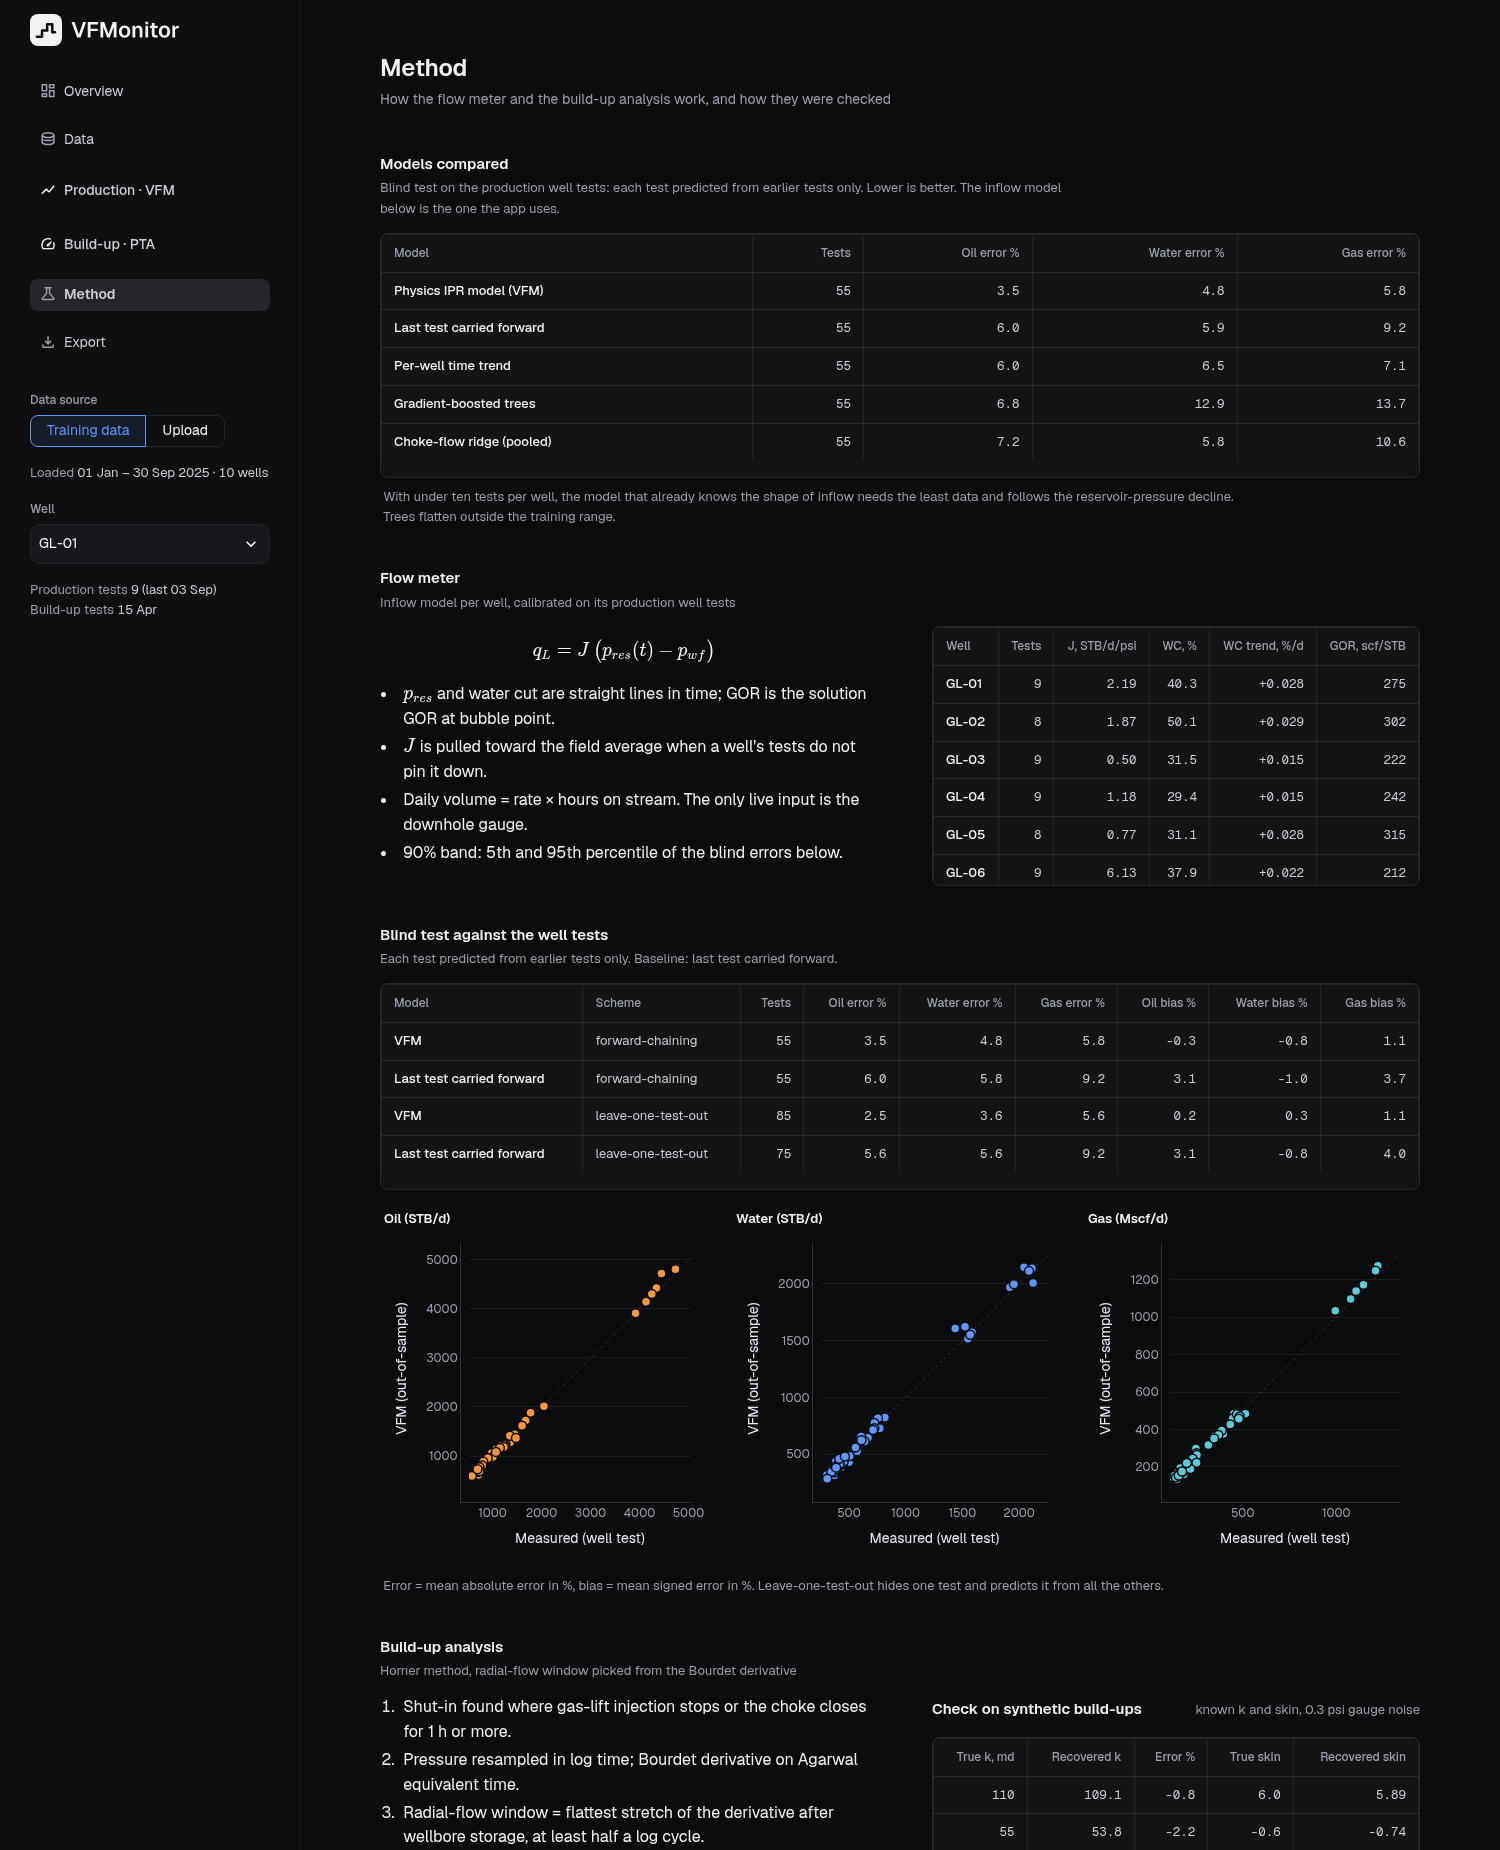 VFMonitor
Overview
Data
Production · VFM
Build-up · PTA
Method
Export
Data source
Training data Upload
Loaded 01 Jan – 30 Sep 2025 · 10 wells
Well
GL-01
Production tests 9 (last 03 Sep)
Build-up tests 15 Apr
Method
How the flow meter and the build-up analysis work, and how they were checked
Models compared
Blind test on the production well tests: each test predicted from earlier tests only. Lower is better. The inflow model
below is the one the app uses.
Model Tests Oil error % Water error % Gas error %
Physics IPR model (VFM) 55 3.5 4.8 5.8
Last test carried forward 55 6.0 5.9 9.2
Per-well time trend 55 6.0 6.5 7.1
Gradient-boosted trees 55 6.8 12.9 13.7
Choke-flow ridge (pooled) 55 7.2 5.8 10.6
With under ten tests per well, the model that already knows the shape of inflow needs the least data and follows the reservoir-pressure decline.
Trees flatten outside the training range.
Flow meter
Inflow model per well, calibrated on its production well tests
q_L = J (p_res(t) − p_wf)
• p_res and water cut are straight lines in time; GOR is the solution
GOR at bubble point.
• J is pulled toward the field average when a well's tests do not
pin it down.
• Daily volume = rate × hours on stream. The only live input is the
downhole gauge.
• 90% band: 5th and 95th percentile of the blind errors below.
Well Tests J, STB/d/psi WC, % WC trend, %/d GOR, scf/STB
GL-01 9 2.19 40.3 +0.028 275
GL-02 8 1.87 50.1 +0.029 302
GL-03 9 0.50 31.5 +0.015 222
GL-04 9 1.18 29.4 +0.015 242
GL-05 8 0.77 31.1 +0.028 315
GL-06 9 6.13 37.9 +0.022 212
Blind test against the well tests
Each test predicted from earlier tests only. Baseline: last test carried forward.
Model Scheme Tests Oil error % Water error % Gas error % Oil bias % Water bias % Gas bias %
VFM forward-chaining 55 3.5 4.8 5.8 -0.3 -0.8 1.1
Last test carried forward forward-chaining 55 6.0 5.8 9.2 3.1 -1.0 3.7
VFM leave-one-test-out 85 2.5 3.6 5.6 0.2 0.3 1.1
Last test carried forward leave-one-test-out 75 5.6 5.6 9.2 3.1 -0.8 4.0
Oil (STB/d)
VFM (out-of-sample)
5000
4000
3000
2000
1000
1000 2000 3000 4000 5000
Measured (well test)
Water (STB/d)
VFM (out-of-sample)
2000
1500
1000
500
500 1000 1500 2000
Measured (well test)
Gas (Mscf/d)
VFM (out-of-sample)
1200
1000
800
600
400
200
500 1000
Measured (well test)
Error = mean absolute error in %, bias = mean signed error in %. Leave-one-test-out hides one test and predicts it from all the others.
Build-up analysis
Horner method, radial-flow window picked from the Bourdet derivative
1. Shut-in found where gas-lift injection stops or the choke closes
for 1 h or more.
2. Pressure resampled in log time; Bourdet derivative on Agarwal
equivalent time.
3. Radial-flow window = flattest stretch of the derivative after
wellbore storage, at least half a log cycle.
Check on synthetic build-ups known k and skin, 0.3 psi gauge noise
True k, md Recovered k Error % True skin Recovered skin
110 109.1 -0.8 6.0 5.89
55 53.8 -2.2 -0.6 -0.74